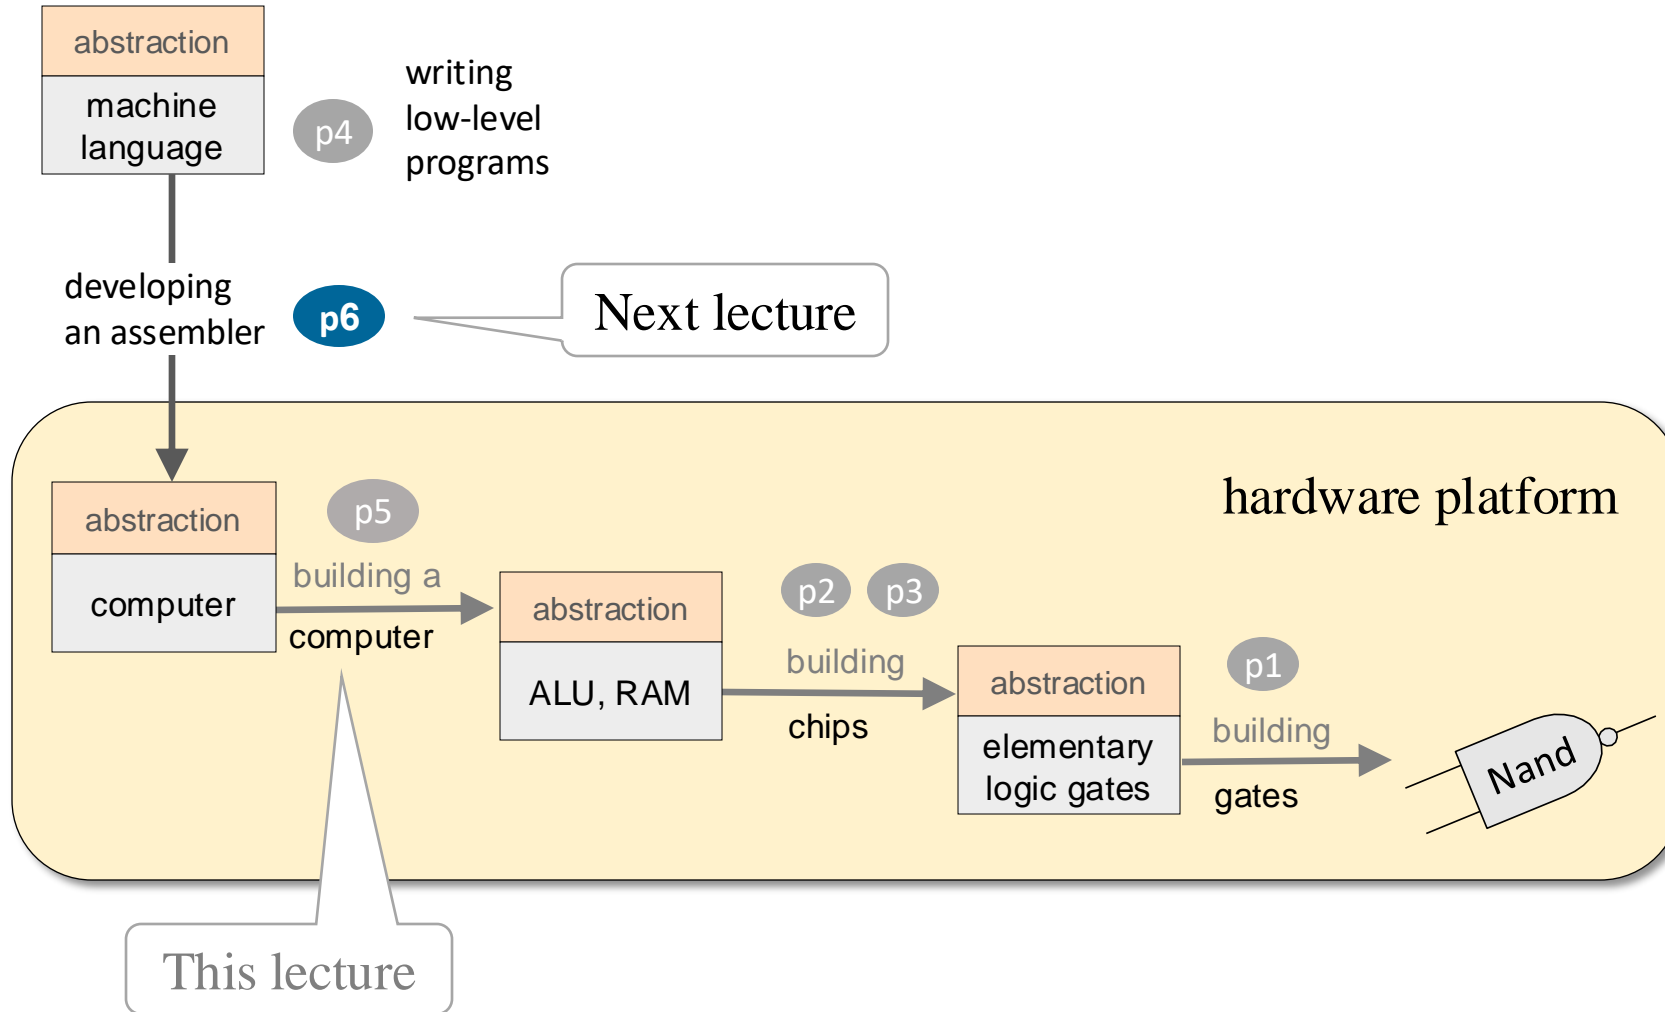 abstraction
machine
language
p4
writing
low-level
programs
developing
an assembler
p6
Next lecture
hardware platform
abstraction
computer
p5
building a
computer
abstraction
ALU, RAM
p2 p3
building
chips
abstraction
elementary
logic gates
p1
building
gates
Nand
This lecture